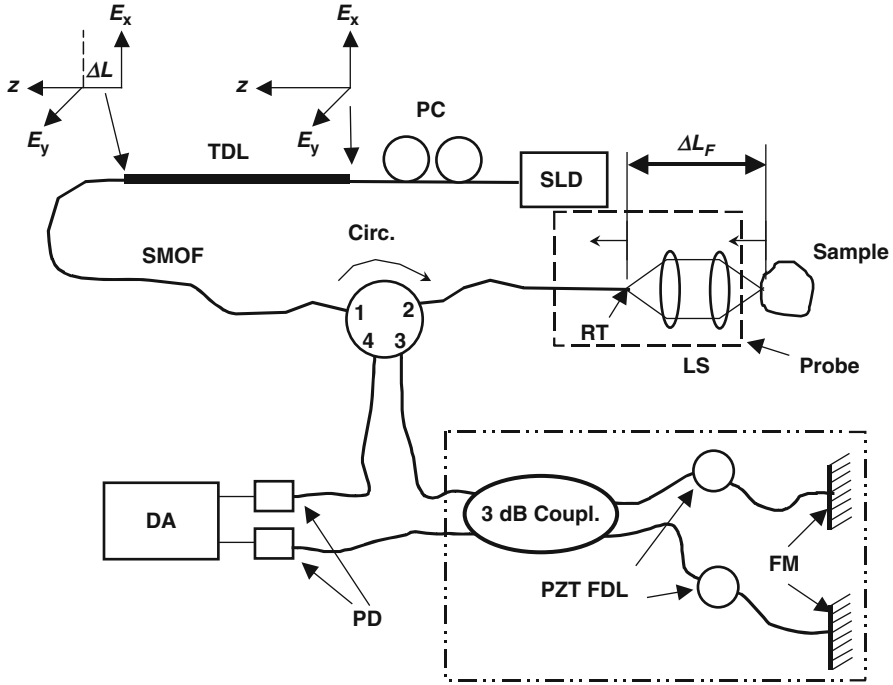 Ex
ΔL
z
Ey
Ex
z
Ey
PC
TDL
SLD
ΔLF
SMOF
Circ.
Sample
1
2
4
3
RT
LS
Probe
DA
3 dB Coupl.
PZT FDL
FM
PD